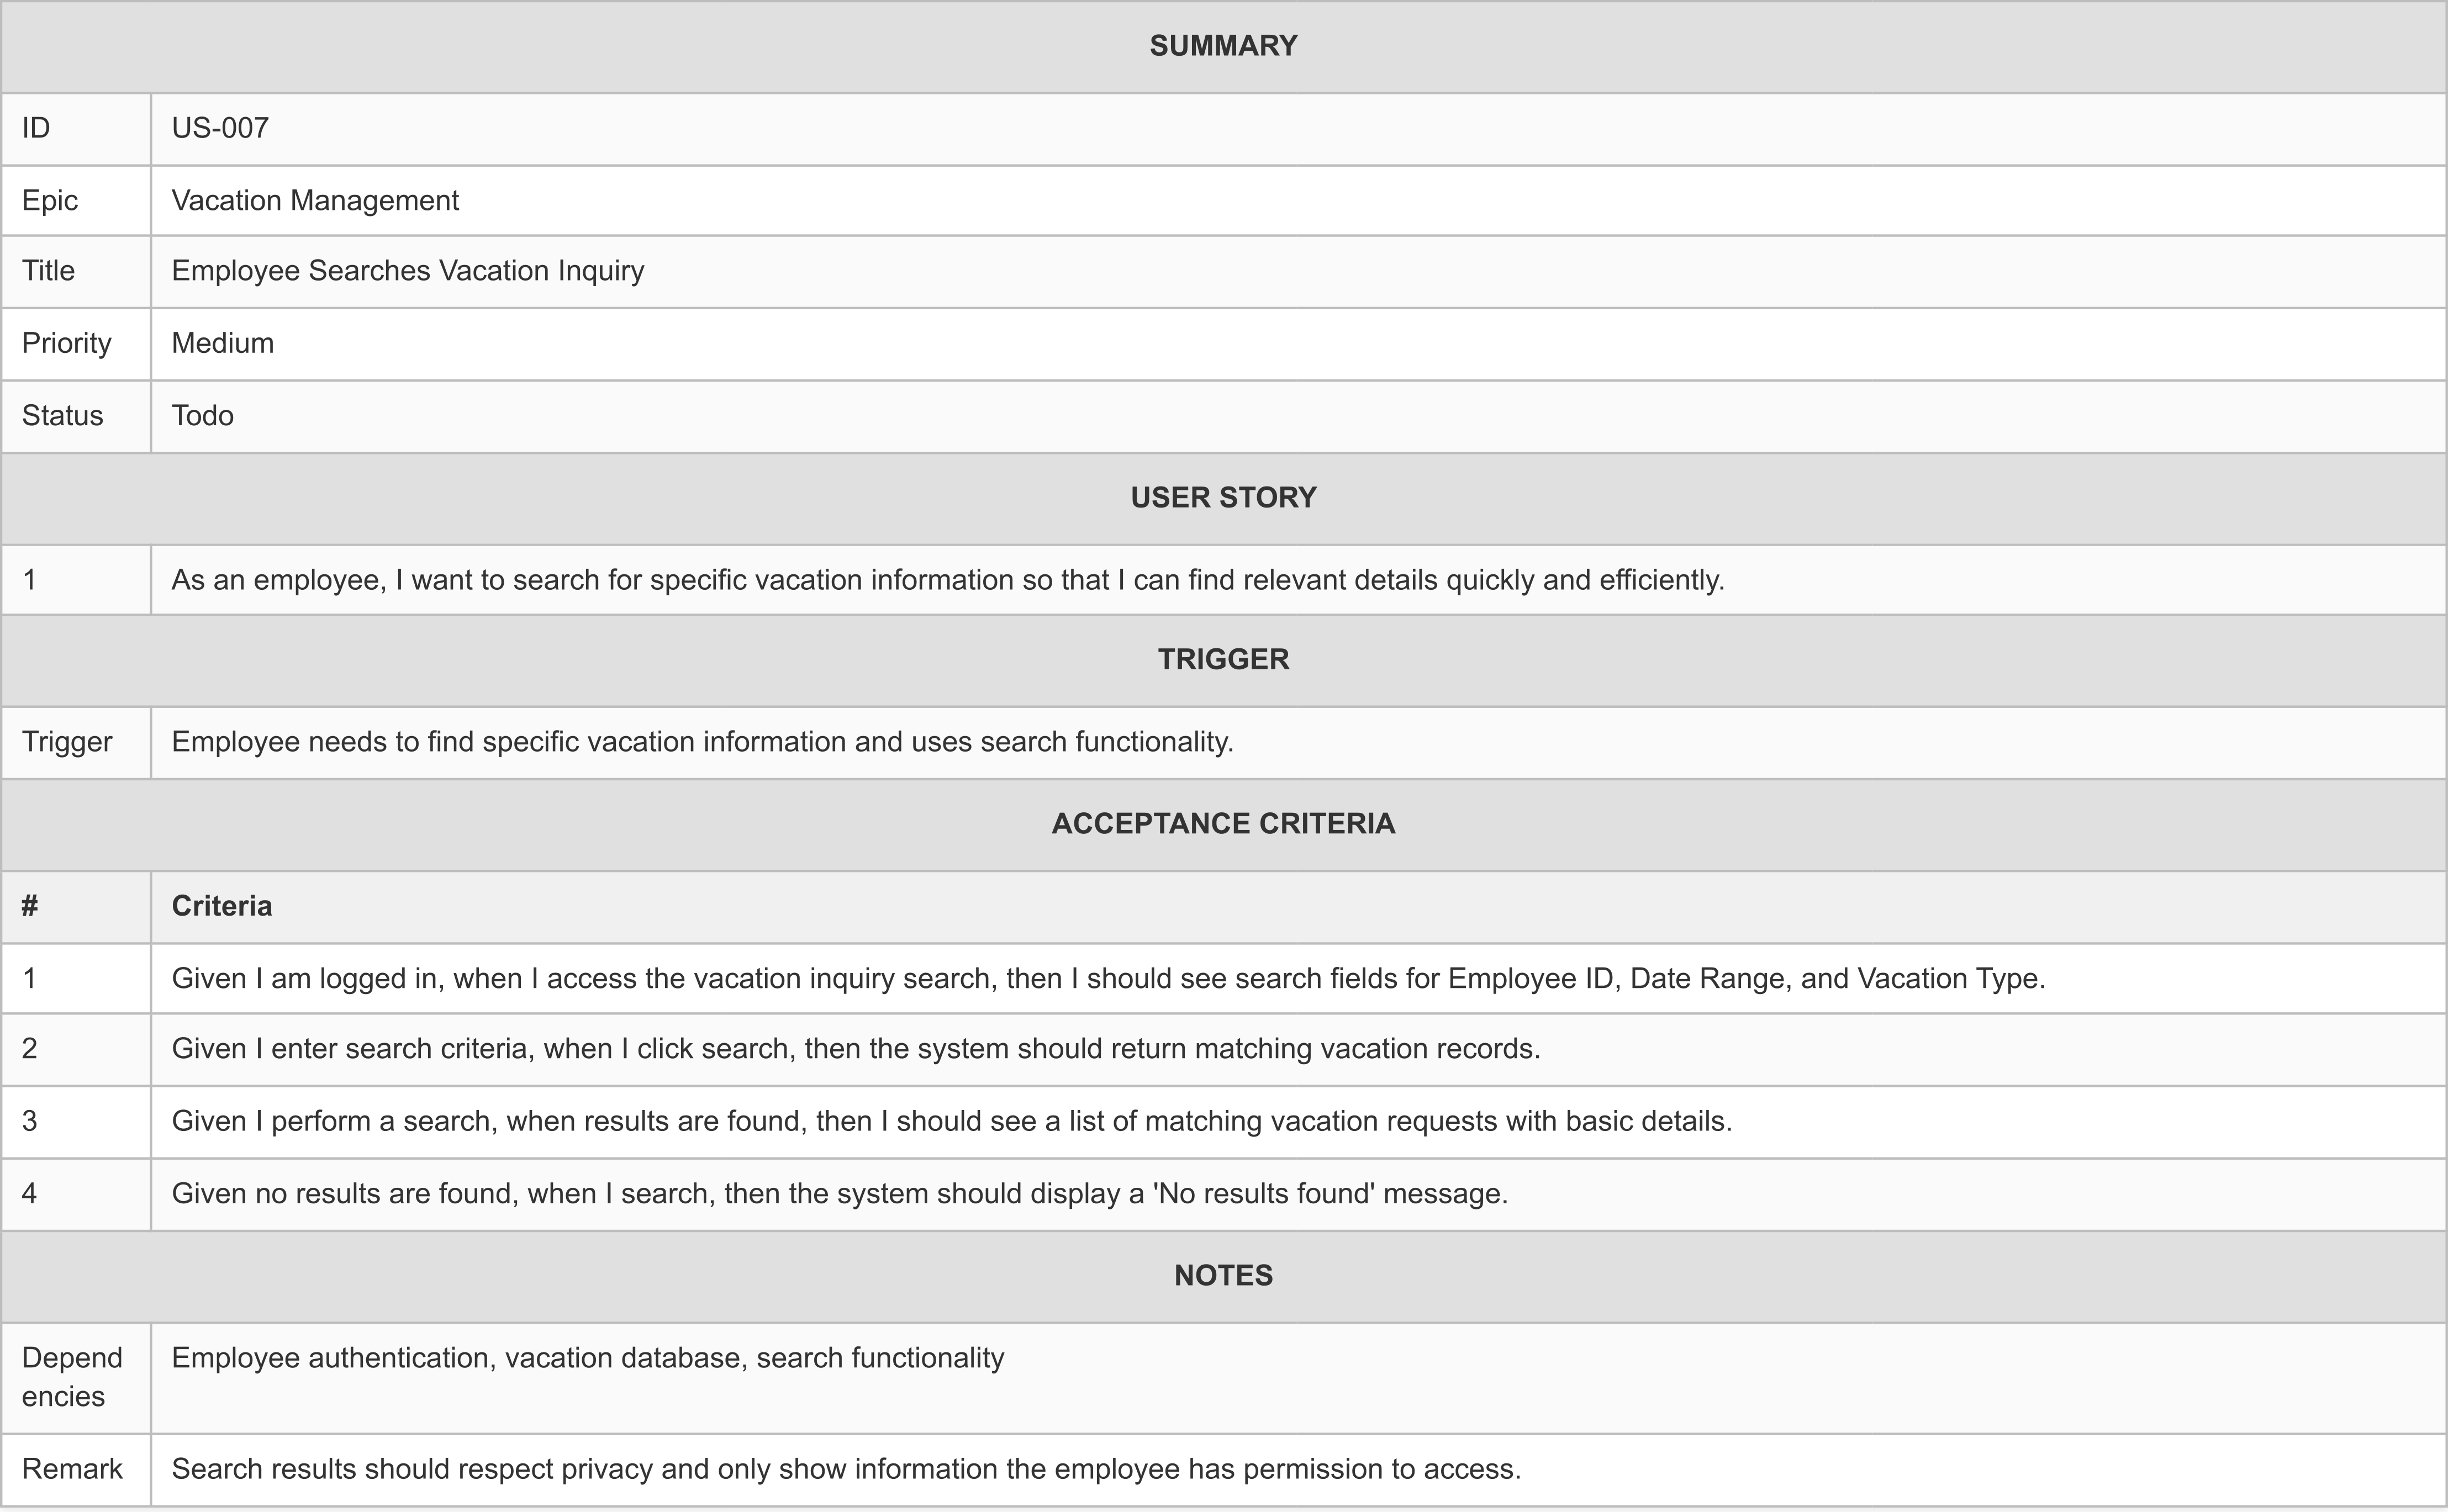 SUMMARY
ID US-007
Epic Vacation Management
Title Employee Searches Vacation Inquiry
Priority Medium
Status Todo
USER STORY
1 As an employee, I want to search for specific vacation information so that I can find relevant details quickly and efficiently.
TRIGGER
Trigger Employee needs to find specific vacation information and uses search functionality.
ACCEPTANCE CRITERIA
# Criteria
1 Given I am logged in, when I access the vacation inquiry search, then I should see search fields for Employee ID, Date Range, and Vacation Type.
2 Given I enter search criteria, when I click search, then the system should return matching vacation records.
3 Given I perform a search, when results are found, then I should see a list of matching vacation requests with basic details.
4 Given no results are found, when I search, then the system should display a 'No results found' message.
NOTES
Depend Employee authentication, vacation database, search functionality
encies
Remark Search results should respect privacy and only show information the employee has permission to access.